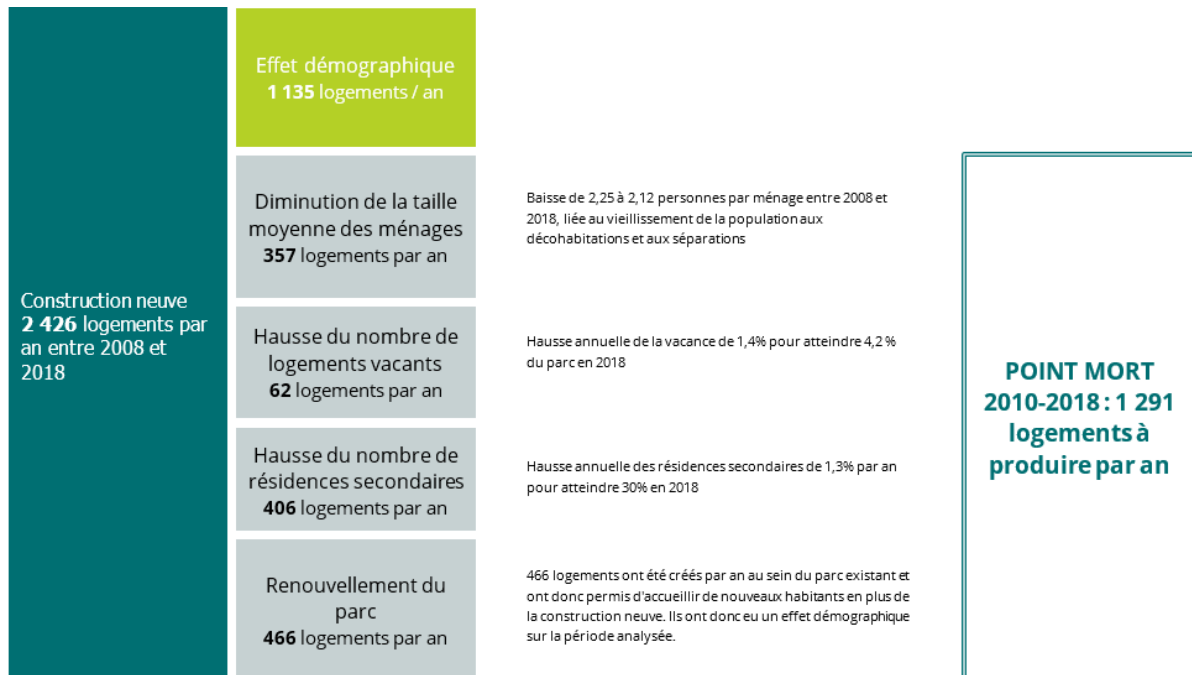 Construction neuve
2 426 logements par
an entre 2008 et
2018
Effet démographique
1 135 logements / an
Diminution de la taille
moyenne des ménages
357 logements par an
Baisse de 2,25 à 2,12 personnes par ménage entre 2008 et
2018, liée au vieillissement de la population aux
décohabitations et aux séparations
Hausse du nombre de
logements vacants
62 logements par an
Hausse annuelle de la vacance de 1,4% pour atteindre 4,2 %
du parc en 2018
Hausse du nombre de
résidences secondaires
406 logements par an
Hausse annuelle des résidences secondaires de 1,3% par an
pour atteindre 30% en 2018
Renouvellement du
parc
466 logements par an
466 logements ont été créés par an au sein du parc existant et
ont donc permis d'accueillir de nouveaux habitants en plus de
la construction neuve. Ils ont donc eu un effet démographique
sur la période analysée.
POINT MORT
2010-2018 : 1 291
logements à
produire par an